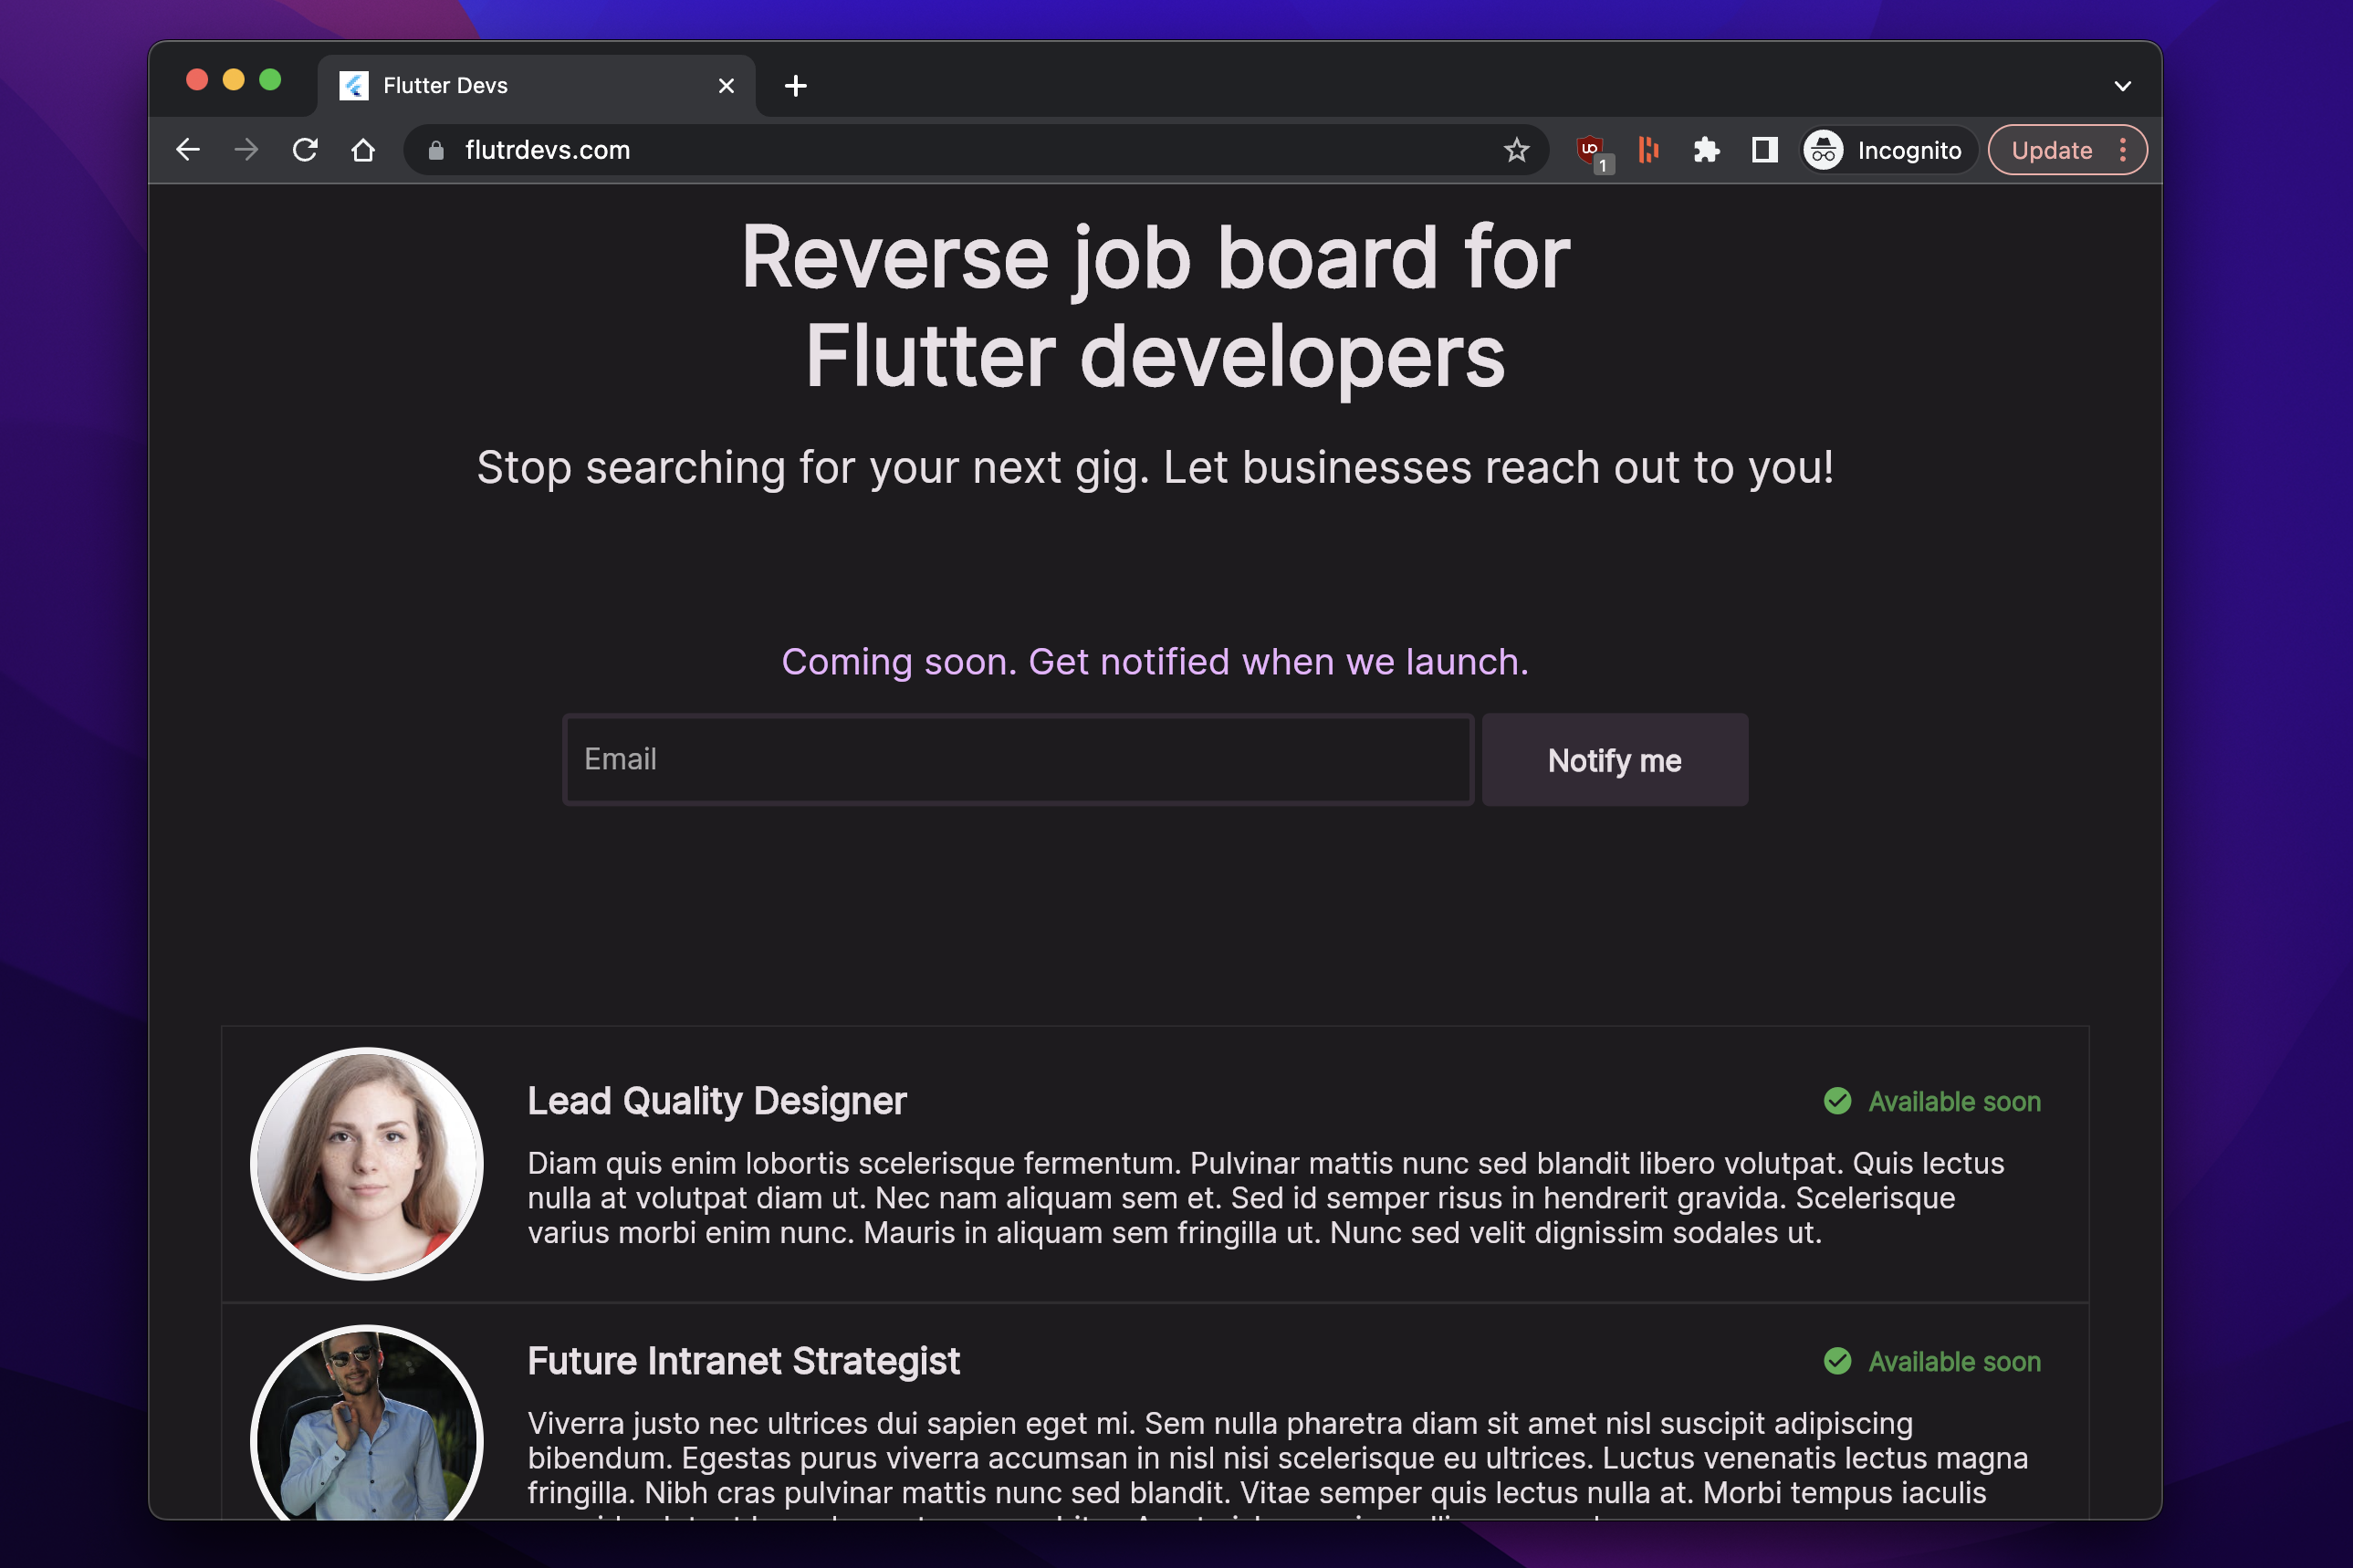 Flutter Devs
flutrdevs.com
1
Incognito
Update
Reverse job board for
Flutter developers
Stop searching for your next gig. Let businesses reach out to you!
Coming soon. Get notified when we launch.
Email
Notify me
Lead Quality Designer
Available soon
Diam quis enim lobortis scelerisque fermentum. Pulvinar mattis nunc sed blandit libero volutpat. Quis lectus
nulla at volutpat diam ut. Nec nam aliquam sem et. Sed id semper risus in hendrerit gravida. Scelerisque
varius morbi enim nunc. Mauris in aliquam sem fringilla ut. Nunc sed velit dignissim sodales ut.
Future Intranet Strategist
Available soon
Viverra justo nec ultrices dui sapien eget mi. Sem nulla pharetra diam sit amet nisl suscipit adipiscing
bibendum. Egestas purus viverra accumsan in nisl nisi scelerisque eu ultrices. Luctus venenatis lectus magna
fringilla. Nibh cras pulvinar mattis nunc sed blandit. Vitae semper quis lectus nulla at. Morbi tempus iaculis